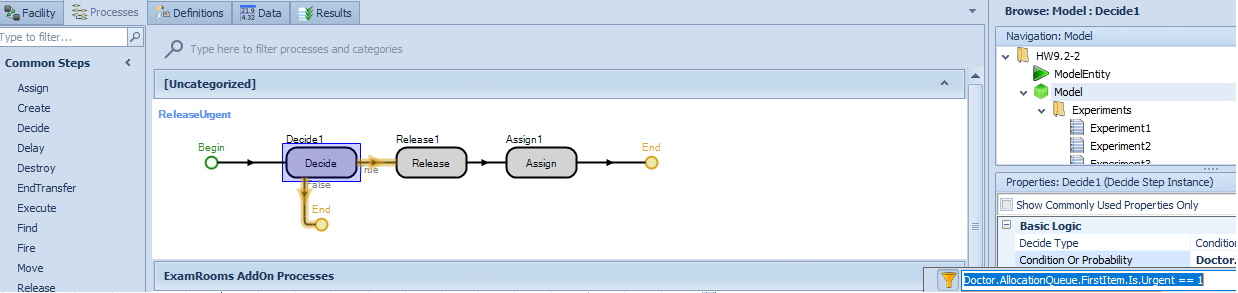 Facility
Processes
Definitions
21.9
4.32
Data
Results
Type to filter...
Common Steps
Assign
Create
Decide
Delay
Destroy
EndTransfer
Execute
Find
Fire
Move
Release
Type here to filter processes and categories
[Uncategorized]
ReleaseUrgent
Begin
Decide1
Release1
Assign1
End
Decide
True
Release
Assign
False
End
ExamRooms AddOn Processes
Browse: Model : Decide1
Navigation: Model
HW9.2-2
ModelEntity
Model
Experiments
Experiment1
Experiment2
Experiment3
Properties: Decide1 (Decide Step Instance)
Show Commonly Used Properties Only
Basic Logic
Decide Type
Condition
Condition Or Probability
Doctor.
Doctor.AllocationQueue.FirstItem.Is.Urgent == 1